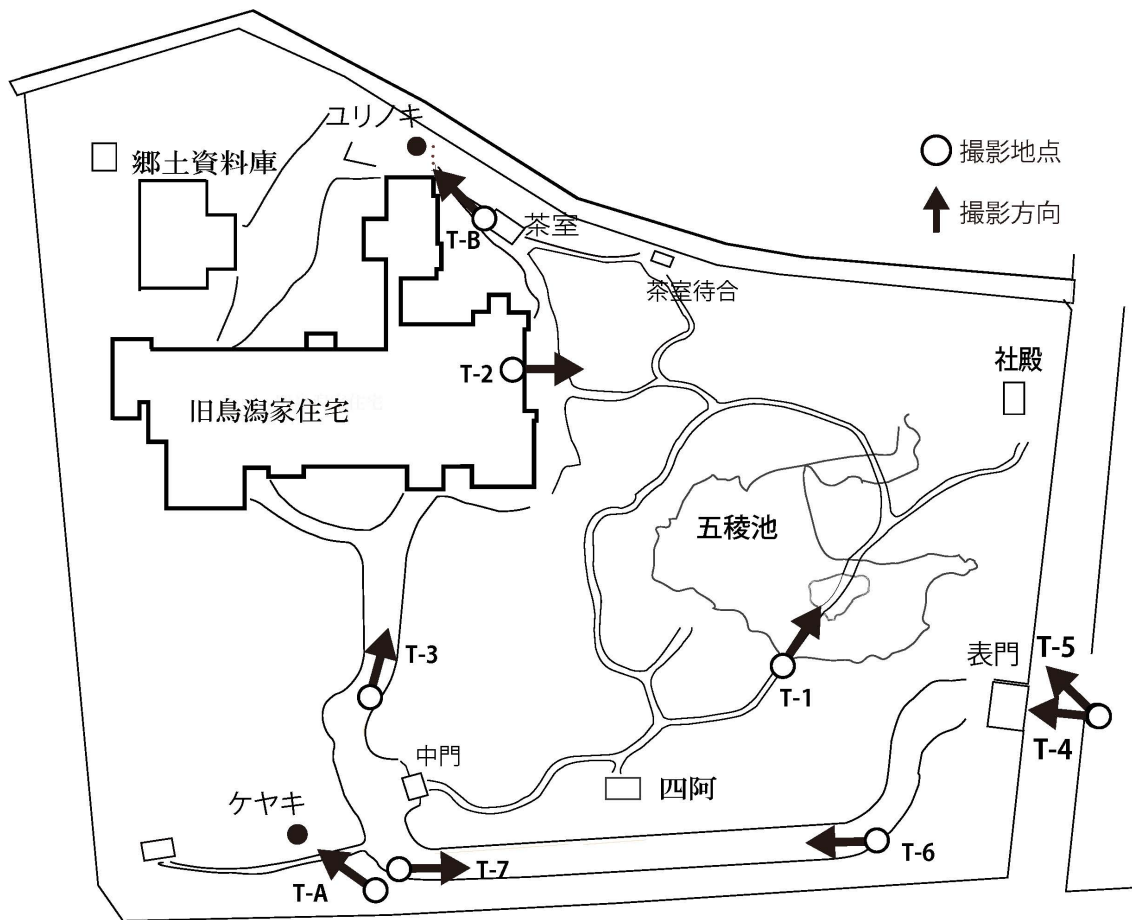 ユリノキ
郷土資料庫
撮影地点
撮影方向
T-B
茶室
茶室待合
社殿
T-2
旧鳥潟家住宅
五稜池
T-3
T-1
表門
T-5
T-4
中門
四阿
ケヤキ
T-6
T-7
T-A